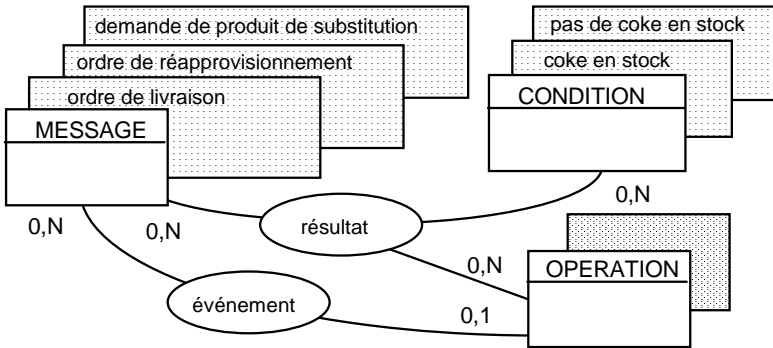 demande de produit de substitution
pas de coke en stock
ordre de réapprovisionnement
coke en stock
ordre de livraison
CONDITION
MESSAGE
0,N
0,N
résultat
0,N
0,N
OPERATION
événement
0,1